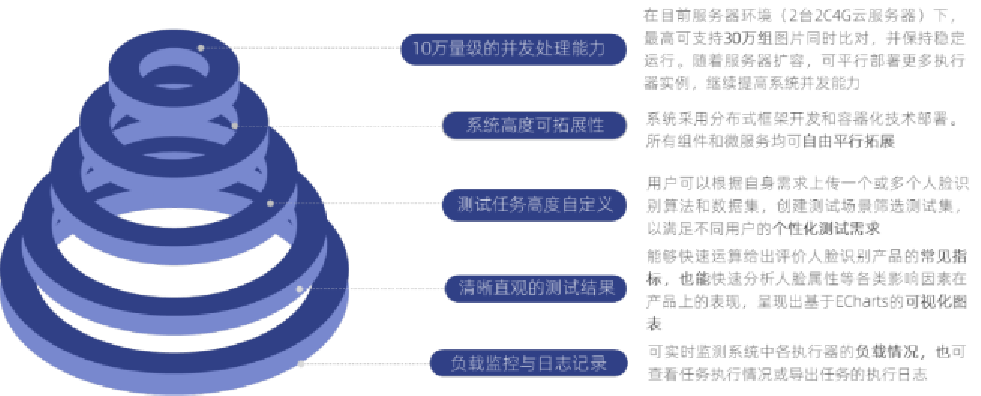 10万量级的并发处理能力
在目前服务器环境（2台2C4G云服务器）下，
最高可支持30万组图片同时比对，并保持稳定
运行。随着服务器扩容，可平行部署更多执行
器实例，继续提高系统并发能力
系统高度可拓展性
系统采用分布式框架开发和容器化技术部署。
所有组件和微服务均可自由平行拓展
测试任务高度自定义
用户可以根据自身需求上传一个或多个人脸识
别算法和数据集，创建测试场景筛选测试集，
以满足不同用户的个性化测试需求
清晰直观的测试结果
能够快速运算给出评价人脸识别产品的常见指
标，也能快速分析人脸属性等各类影响因素在
产品上的表现，呈现出基于ECharts的可视化图
表
负载监控与日志记录
可实时监测系统中各执行器的负载情况，也可
查看任务执行情况或导出任务的执行日志